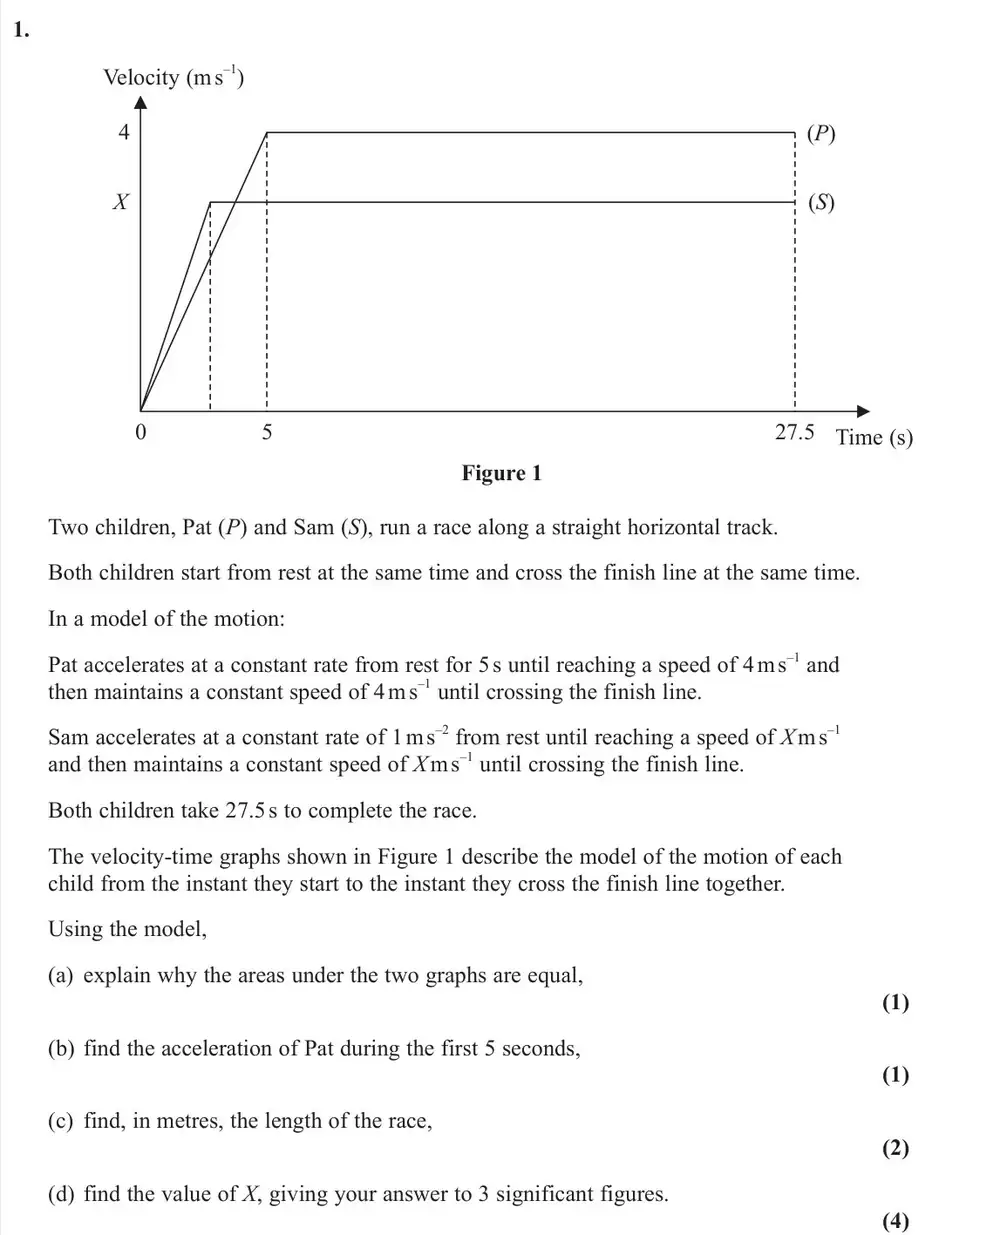 1.
Velocity (m s⁻¹)
4
(P)
X
(S)
0
5
27.5
Time (s)
Figure 1
Two children, Pat (P) and Sam (S), run a race along a straight horizontal track.
Both children start from rest at the same time and cross the finish line at the same time.
In a model of the motion:
Pat accelerates at a constant rate from rest for 5 s until reaching a speed of 4 m s⁻¹ and
then maintains a constant speed of 4 m s⁻¹ until crossing the finish line.
Sam accelerates at a constant rate of 1 m s⁻² from rest until reaching a speed of X m s⁻¹
and then maintains a constant speed of X m s⁻¹ until crossing the finish line.
Both children take 27.5 s to complete the race.
The velocity-time graphs shown in Figure 1 describe the model of the motion of each
child from the instant they start to the instant they cross the finish line together.
Using the model,
(a) explain why the areas under the two graphs are equal,
(1)
(b) find the acceleration of Pat during the first 5 seconds,
(1)
(c) find, in metres, the length of the race,
(2)
(d) find the value of X, giving your answer to 3 significant figures.
(4)